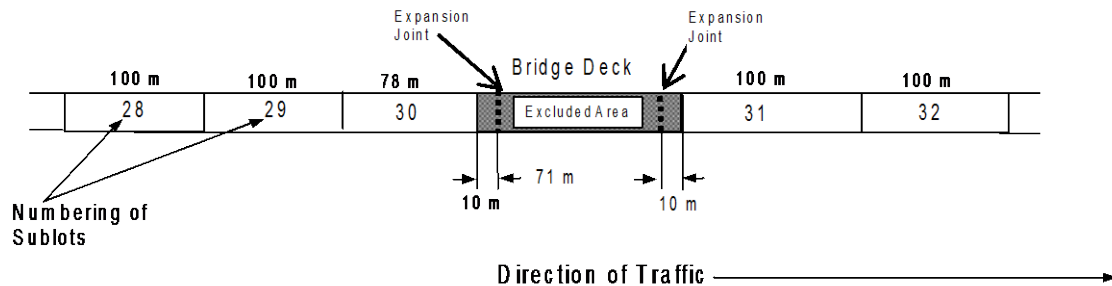 Expansion
Joint
Expansion
Joint
Bridge Deck
100 m
100 m
78 m
100 m
100 m
28
29
30
Excluded Area
31
32
71 m
10 m
10 m
Numbering of
Sublots
Direction of Traffic